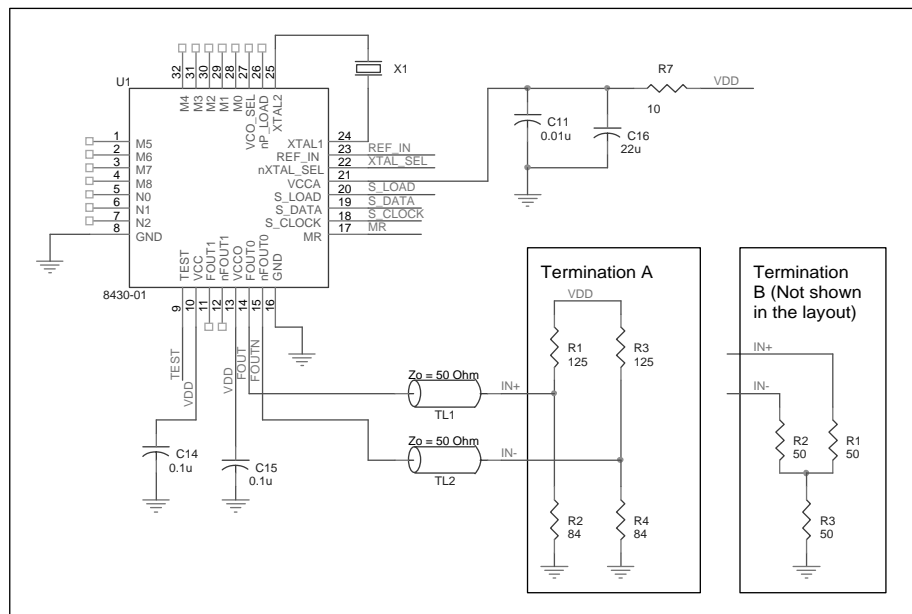 U1
32
31
30
29
28
27
26
25
M4
M3
M2
M1
M0
VCO_SEL
nP_LOAD
XTAL2
X1
R7
VDD
10
C11
0.01u
C16
22u
1
2
3
4
5
6
7
8
M5
M6
M7
M8
N0
N1
N2
GND
XTAL1
REF_IN
nXTAL_SEL
VCCA
S_LOAD
S_DATA
S_CLOCK
MR
24
23
22
21
20
19
18
17
REF_IN
XTAL_SEL
S_LOAD
S_DATA
S_CLOCK
MR
TEST
VCC
FOUT1
nFOUT1
VCCO
FOUT0
nFOUT0
GND
8430-01
9
10
11
12
13
14
15
16
TEST
VDD
VDD
FOUT
FOUTN
C14
0.1u
C15
0.1u
Zo = 50 Ohm
TL1
IN+
Zo = 50 Ohm
TL2
IN-
Termination A
VDD
R1
125
R3
125
R2
84
R4
84
Termination
B (Not shown
in the layout)
IN+
IN-
R2
50
R1
50
R3
50